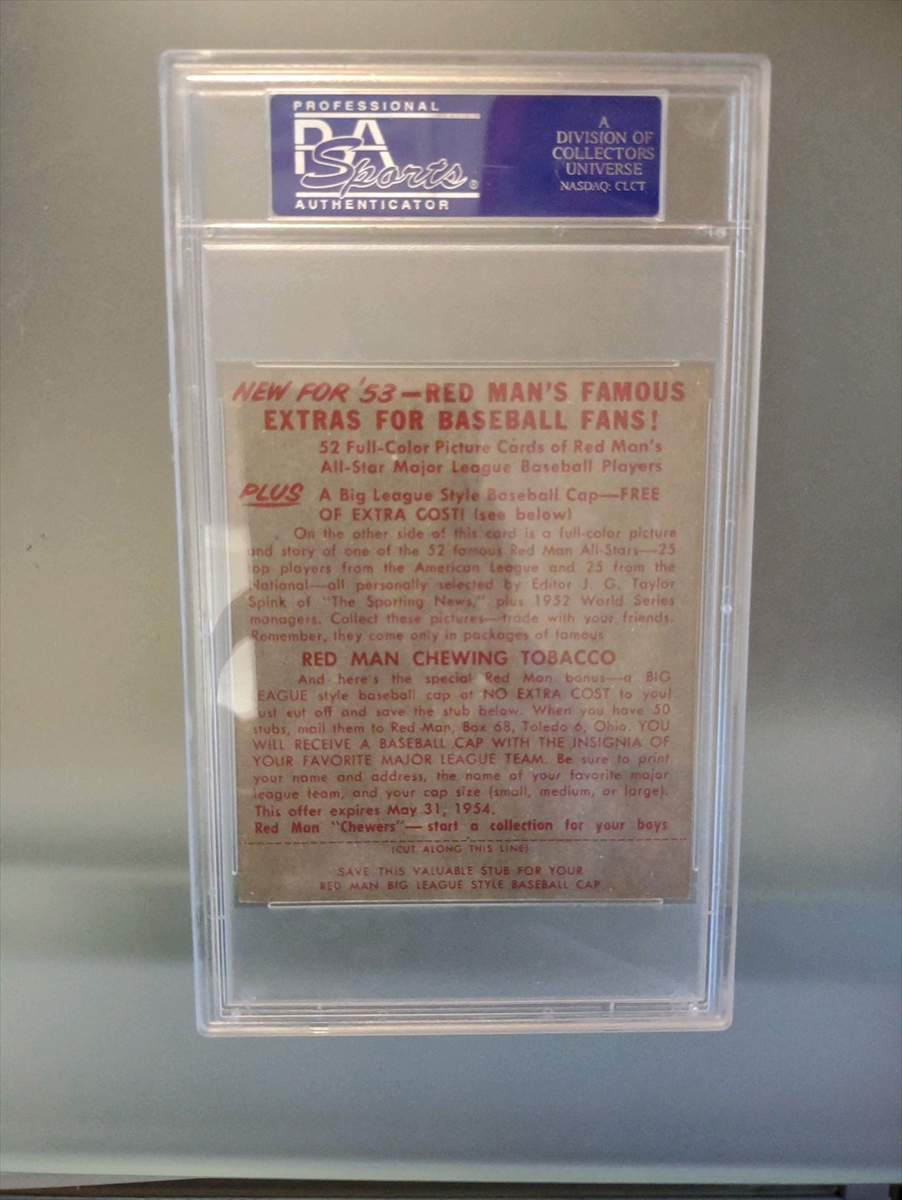 PROFESSIONAL
PSA
Sports®
AUTHENTICATOR
A
DIVISION OF
COLLECTORS
UNIVERSE
NASDAQ: CLCT
NEW FOR '53—RED MAN'S FAMOUS
EXTRAS FOR BASEBALL FANS!
52 Full-Color Picture Cards of Red Man's
All-Star Major League Baseball Players
PLUS A Big League Style Baseball Cap—FREE
OF EXTRA COST! (see below)
On the other side of this card is a full-color picture
and story of one of the 52 famous Red Man All-Stars—25
top players from the American League and 25 from the
National—all personally selected by Editor J. G. Taylor
Spink of "The Sporting News," plus 1952 World Series
managers. Collect these pictures—trade with your friends.
Remember, they come only in packages of famous
RED MAN CHEWING TOBACCO
And here's the special Red Man bonus—a BIG
LEAGUE style baseball cap at NO EXTRA COST to you!
Just cut off and save the stub below. When you have 50
stubs, mail them to Red Man, Box 68, Toledo 6, Ohio. YOU
WILL RECEIVE A BASEBALL CAP WITH THE INSIGNIA OF
YOUR FAVORITE MAJOR LEAGUE TEAM. Be sure to print
your name and address, the name of your favorite major
league team, and your cap size (small, medium, or large).
This offer expires May 31, 1954.
Red Man "Chewers"—start a collection for your boys
(CUT ALONG THIS LINE)
SAVE THIS VALUABLE STUB FOR YOUR
RED MAN BIG LEAGUE STYLE BASEBALL CAP